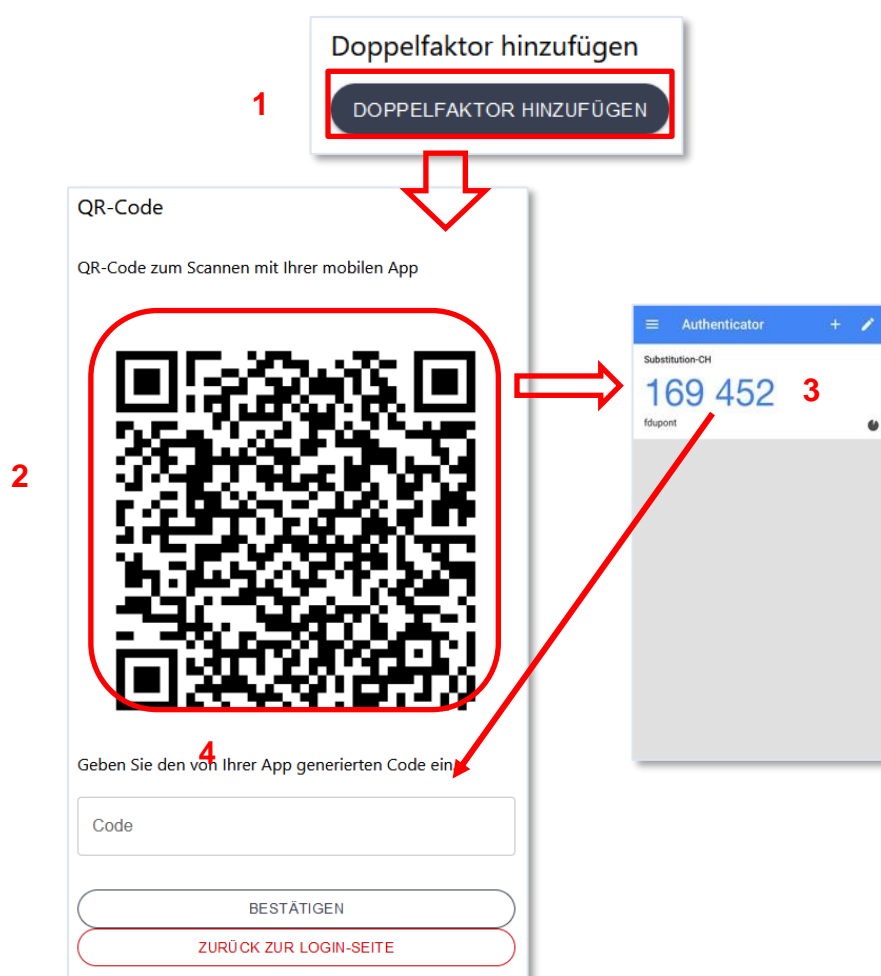 Doppelfaktor hinzufügen
1
DOPPELFAKTOR HINZUFÜGEN
QR-Code
QR-Code zum Scannen mit Ihrer mobilen App
2
Authenticator
Substitution-CH
169 452
3
fdupont
4
Geben Sie den von Ihrer App generierten Code ein
Code
BESTÄTIGEN
ZURÜCK ZUR LOGIN-SEITE